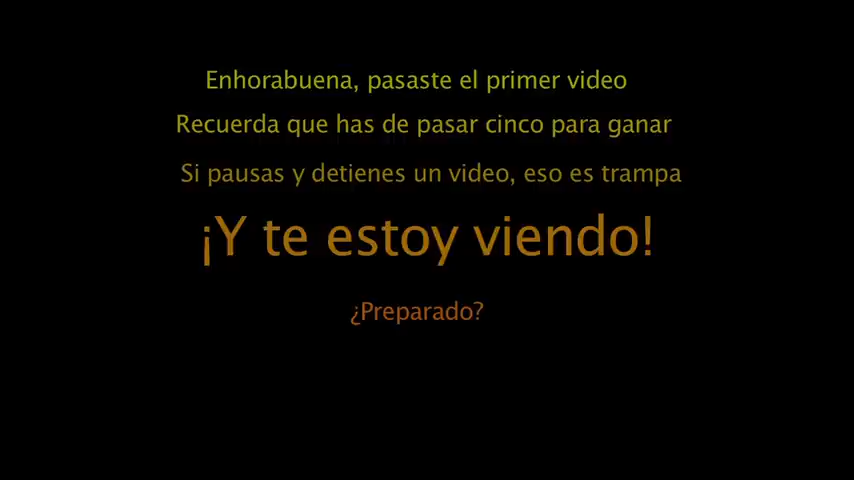 Enhorabuena, pasaste el primer video
Recuerda que has de pasar cinco para ganar
Si pausas y detienes un video, eso es trampa
¡Y te estoy viendo!
¿Preparado?